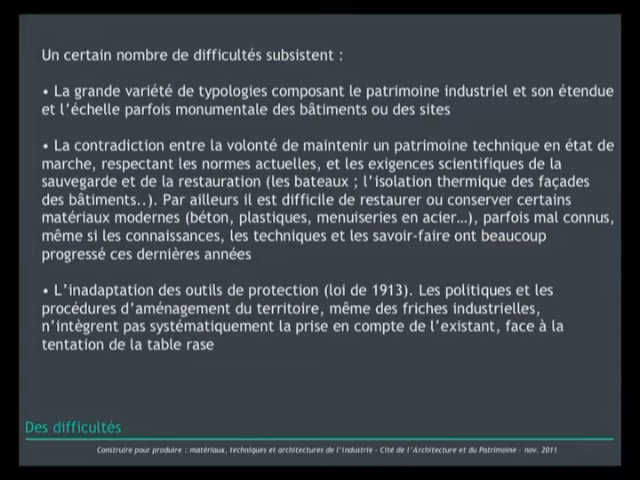 Un certain nombre de difficultés subsistent :
• La grande variété de typologies composant le patrimoine industriel et son étendue
et l’échelle parfois monumentale des bâtiments ou des sites
• La contradiction entre la volonté de maintenir un patrimoine technique en état de
marche, respectant les normes actuelles, et les exigences scientifiques de la
sauvegarde et de la restauration (les bateaux ; l’isolation thermique des façades
des bâtiments..). Par ailleurs il est difficile de restaurer ou conserver certains
matériaux modernes (béton, plastiques, menuiseries en acier…), parfois mal connus,
même si les connaissances, les techniques et les savoir-faire ont beaucoup
progressé ces dernières années
• L’inadaptation des outils de protection (loi de 1913). Les politiques et les
procédures d’aménagement du territoire, même des friches industrielles,
n’intègrent pas systématiquement la prise en compte de l’existant, face à la
tentation de la table rase
Des difficultés
Construire pour produire : matériaux, techniques et architectures de l’industrie - Cité de l’Architecture et du Patrimoine - nov. 2011